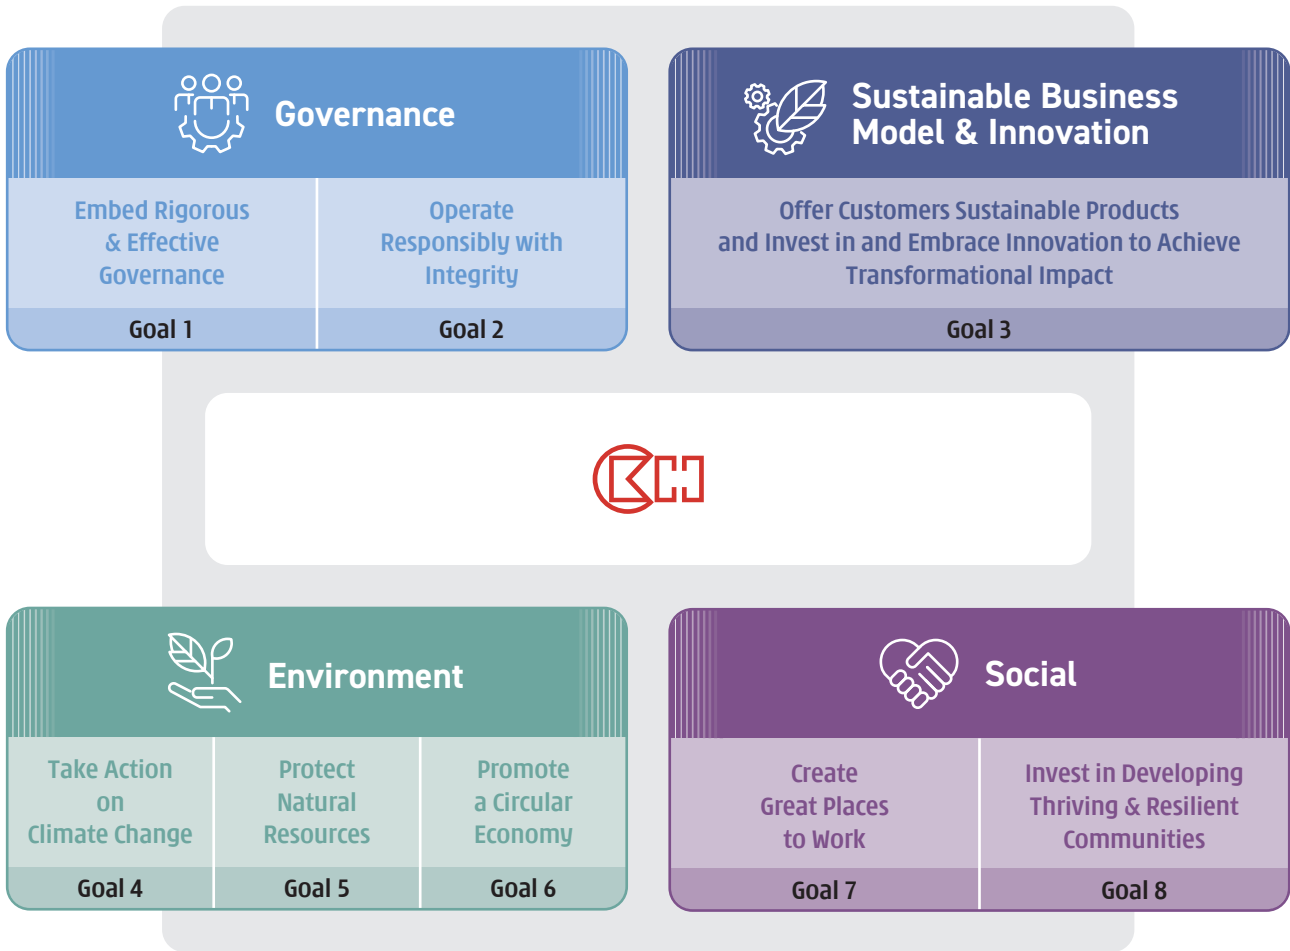 Governance
Embed Rigorous
& Effective
Governance
Goal 1
Operate
Responsibly with
Integrity
Goal 2
Sustainable Business
Model & Innovation
Offer Customers Sustainable Products
and Invest in and Embrace Innovation to Achieve
Transformational Impact
Goal 3
CKH
Environment
Take Action
on
Climate Change
Goal 4
Protect
Natural
Resources
Goal 5
Promote
a Circular
Economy
Goal 6
Social
Create
Great Places
to Work
Goal 7
Invest in Developing
Thriving & Resilient
Communities
Goal 8